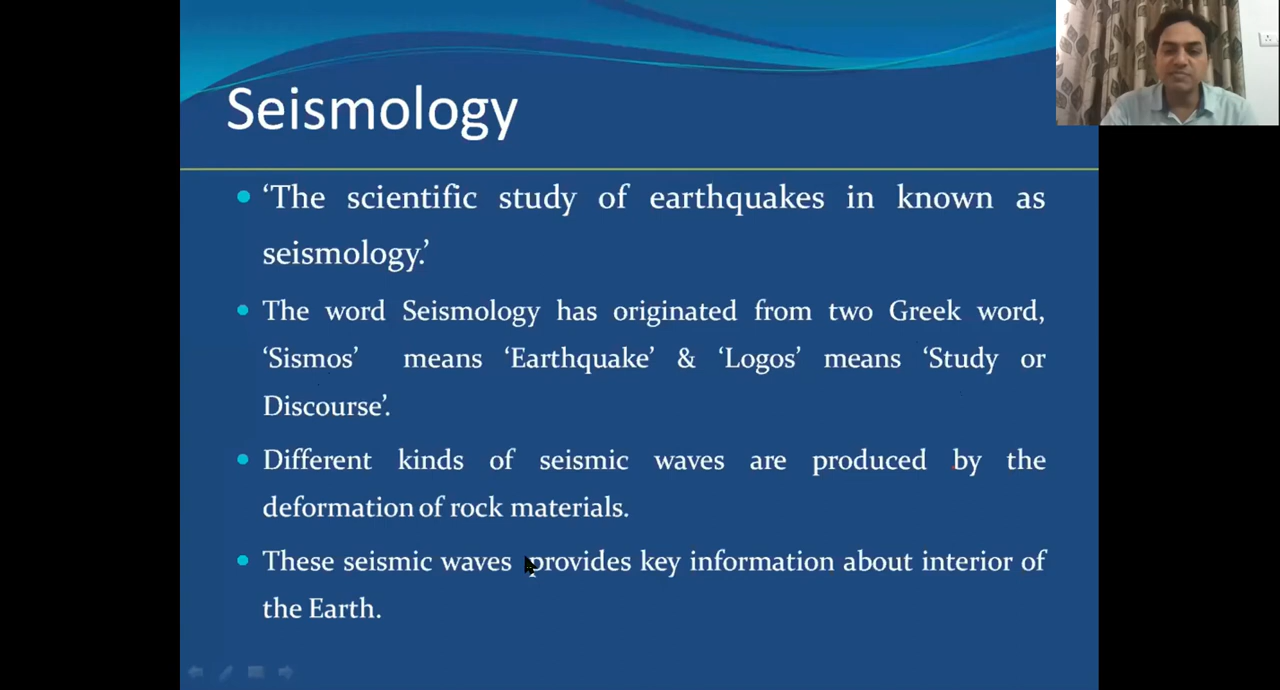 Seismology
‘The scientific study of earthquakes in known as
seismology.’
The word Seismology has originated from two Greek word,
‘Sismos’ means ‘Earthquake’ & ‘Logos’ means ‘Study or
Discourse’.
Different kinds of seismic waves are produced by the
deformation of rock materials.
These seismic waves provides key information about interior of
the Earth.